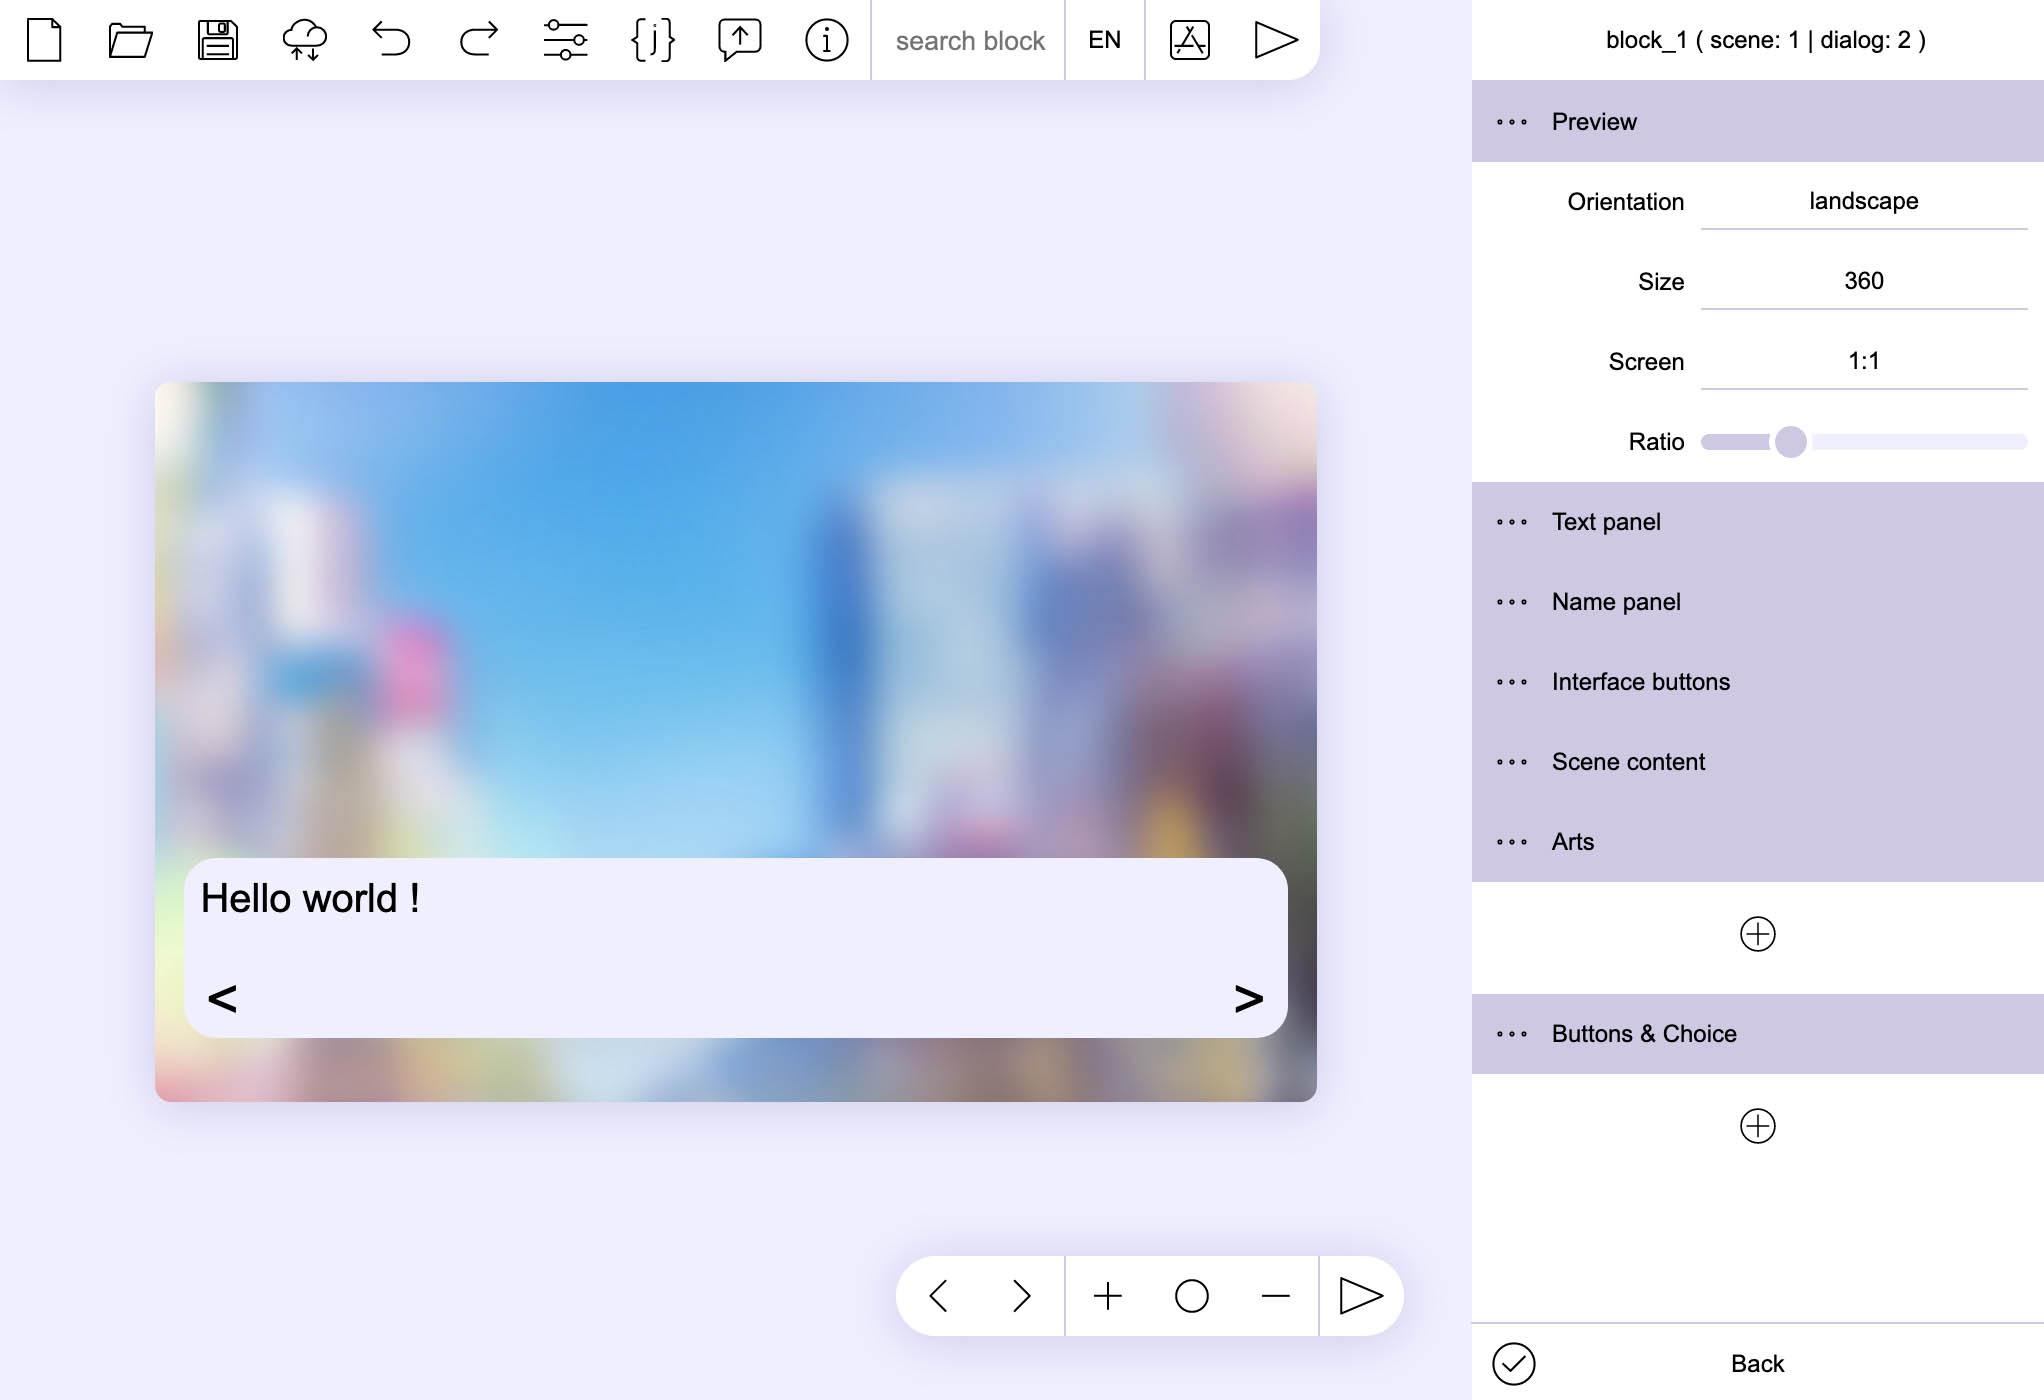 {j}
search block
EN
block_1 ( scene: 1 | dialog: 2 )
Preview
Orientation landscape
Size 360
Screen 1:1
Ratio
Text panel
Name panel
Interface buttons
Scene content
Arts
Buttons & Choice
Back
Hello world !
< >